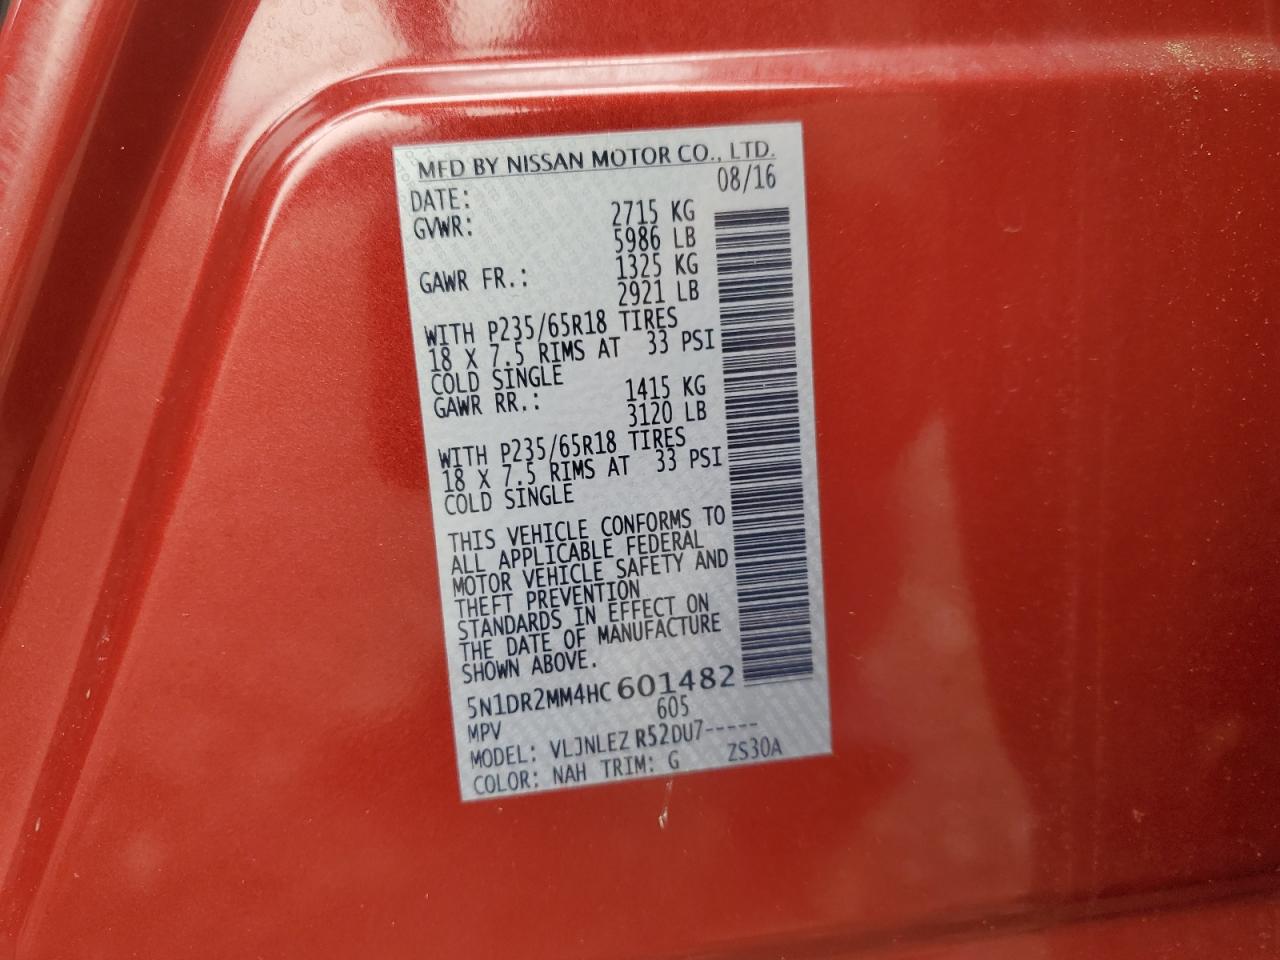 MFD BY NISSAN MOTOR CO., LTD.
DATE: 08/16
GVWR: 2715 KG
5986 LB
GAWR FR.: 1325 KG
2921 LB
WITH P235/65R18 TIRES
18 X 7.5 RIMS AT 33 PSI
COLD SINGLE
GAWR RR.: 1415 KG
3120 LB
WITH P235/65R18 TIRES
18 X 7.5 RIMS AT 33 PSI
COLD SINGLE
THIS VEHICLE CONFORMS TO
ALL APPLICABLE FEDERAL
MOTOR VEHICLE SAFETY AND
THEFT PREVENTION
STANDARDS IN EFFECT ON
THE DATE OF MANUFACTURE
SHOWN ABOVE.
5N1DR2MM4HC601482
MPV 605
MODEL: VLJNLEZ R52DU7-----
COLOR: NAH TRIM: G ZS30A